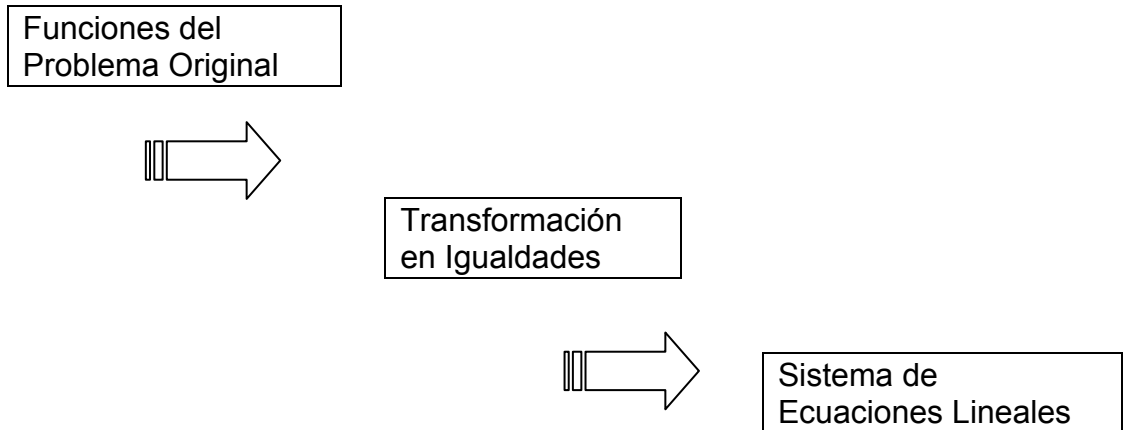 Funciones del
Problema Original
Transformación
en Igualdades
Sistema de
Ecuaciones Lineales